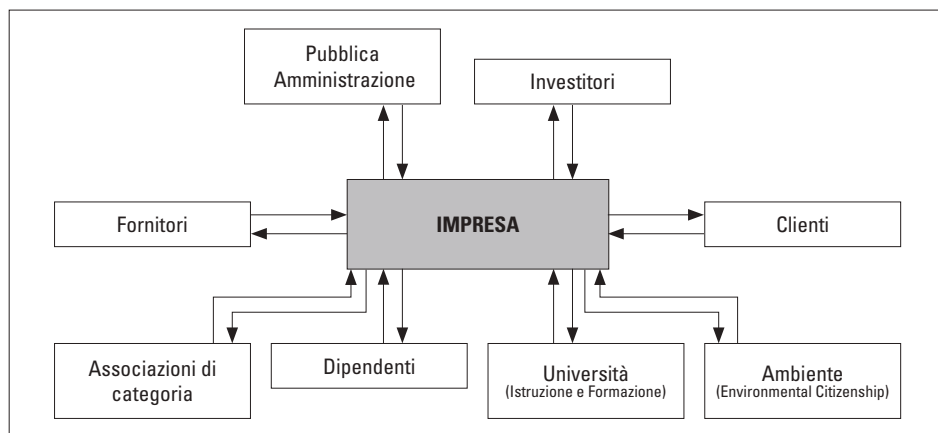 Pubblica
Amministrazione
Investitori
Fornitori
IMPRESA
Clienti
Associazioni di
categoria
Dipendenti
Università
(Istruzione e Formazione)
Ambiente
(Environmental Citizenship)